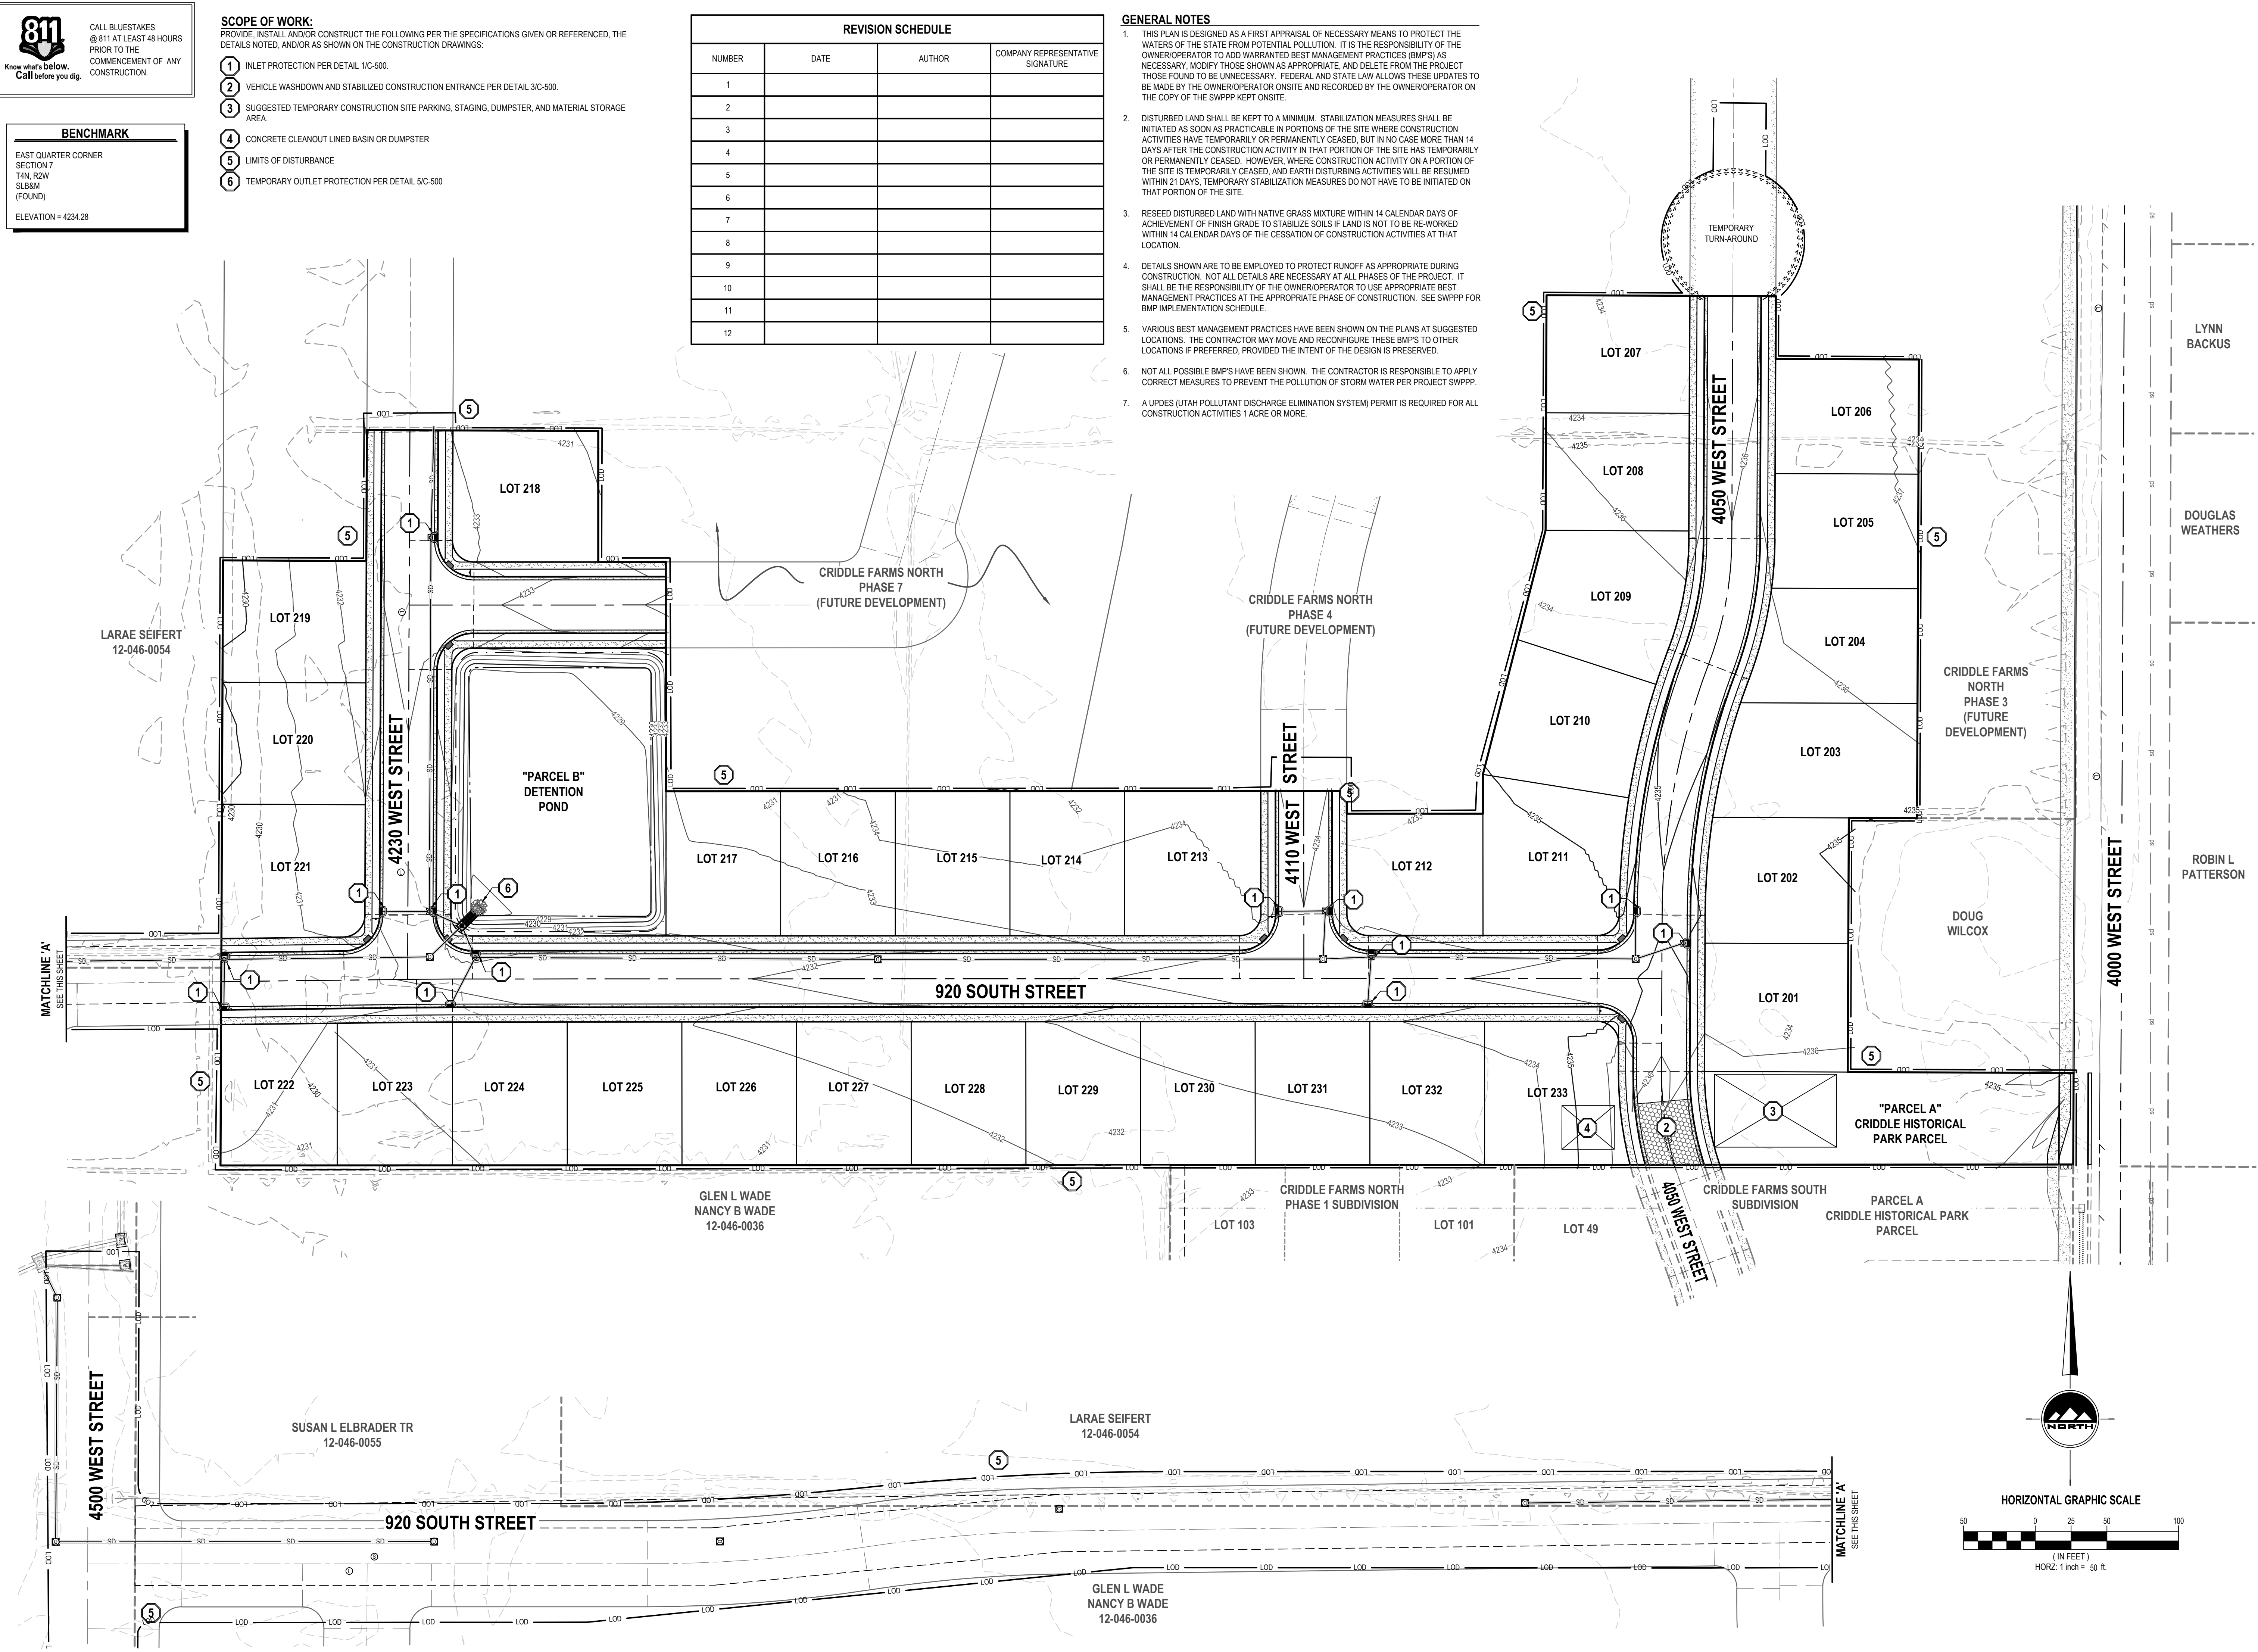 811
Know what's below.
Call before you dig.
CALL BLUESTAKES
@ 811 AT LEAST 48 HOURS
PRIOR TO THE
COMMENCEMENT OF ANY
CONSTRUCTION.
BENCHMARK
EAST QUARTER CORNER
SECTION 7
T4N, R2W
SLB&M
(FOUND)
ELEVATION = 4234.28
SCOPE OF WORK:
PROVIDE, INSTALL AND/OR CONSTRUCT THE FOLLOWING PER THE SPECIFICATIONS GIVEN OR REFERENCED, THE
DETAILS NOTED, AND/OR AS SHOWN ON THE CONSTRUCTION DRAWINGS:
1 INLET PROTECTION PER DETAIL 1/C-500.
2 VEHICLE WASHDOWN AND STABILIZED CONSTRUCTION ENTRANCE PER DETAIL 3/C-500.
3 SUGGESTED TEMPORARY CONSTRUCTION SITE PARKING, STAGING, DUMPSTER, AND MATERIAL STORAGE
AREA.
4 CONCRETE CLEANOUT LINED BASIN OR DUMPSTER
5 LIMITS OF DISTURBANCE
6 TEMPORARY OUTLET PROTECTION PER DETAIL 5/C-500
REVISION SCHEDULE
NUMBER DATE AUTHOR COMPANY REPRESENTATIVE SIGNATURE
1
2
3
4
5
6
7
8
9
10
11
12
GENERAL NOTES
1. THIS PLAN IS DESIGNED AS A FIRST APPRAISAL OF NECESSARY MEANS TO PROTECT THE
WATERS OF THE STATE FROM POTENTIAL POLLUTION. IT IS THE RESPONSIBILITY OF THE
OWNER/OPERATOR TO ADD WARRANTED BEST MANAGEMENT PRACTICES (BMP'S) AS
NECESSARY, MODIFY THOSE SHOWN AS APPROPRIATE, AND DELETE FROM THE PROJECT
THOSE FOUND TO BE UNNECESSARY. FEDERAL AND STATE LAW ALLOWS THESE UPDATES TO
BE MADE BY THE OWNER/OPERATOR ONSITE AND RECORDED BY THE OWNER/OPERATOR ON
THE COPY OF THE SWPPP KEPT ONSITE.
2. DISTURBED LAND SHALL BE KEPT TO A MINIMUM. STABILIZATION MEASURES SHALL BE
INITIATED AS SOON AS PRACTICABLE IN PORTIONS OF THE SITE WHERE CONSTRUCTION
ACTIVITIES HAVE TEMPORARILY OR PERMANENTLY CEASED, BUT IN NO CASE MORE THAN 14
DAYS AFTER THE CONSTRUCTION ACTIVITY IN THAT PORTION OF THE SITE HAS TEMPORARILY
OR PERMANENTLY CEASED. HOWEVER, WHERE CONSTRUCTION ACTIVITY ON A PORTION OF
THE SITE IS TEMPORARILY CEASED, AND EARTH DISTURBING ACTIVITIES WILL BE RESUMED
WITHIN 21 DAYS, TEMPORARY STABILIZATION MEASURES DO NOT HAVE TO BE INITIATED ON
THAT PORTION OF THE SITE.
3. RESEED DISTURBED LAND WITH NATIVE GRASS MIXTURE WITHIN 14 CALENDAR DAYS OF
ACHIEVEMENT OF FINISH GRADE TO STABILIZE SOILS IF LAND IS NOT TO BE RE-WORKED
WITHIN 14 CALENDAR DAYS OF THE CESSATION OF CONSTRUCTION ACTIVITIES AT THAT
LOCATION.
4. DETAILS SHOWN ARE TO BE EMPLOYED TO PROTECT RUNOFF AS APPROPRIATE DURING
CONSTRUCTION. NOT ALL DETAILS ARE NECESSARY AT ALL PHASES OF THE PROJECT. IT
SHALL BE THE RESPONSIBILITY OF THE OWNER/OPERATOR TO USE APPROPRIATE BEST
MANAGEMENT PRACTICES AT THE APPROPRIATE PHASE OF CONSTRUCTION. SEE SWPPP FOR
BMP IMPLEMENTATION SCHEDULE.
5. VARIOUS BEST MANAGEMENT PRACTICES HAVE BEEN SHOWN ON THE PLANS AT SUGGESTED
LOCATIONS. THE CONTRACTOR MAY MOVE AND RECONFIGURE THESE BMP'S TO OTHER
LOCATIONS IF PREFERRED, PROVIDED THE INTENT OF THE DESIGN IS PRESERVED.
6. NOT ALL POSSIBLE BMP'S HAVE BEEN SHOWN. THE CONTRACTOR IS RESPONSIBLE TO APPLY
CORRECT MEASURES TO PREVENT THE POLLUTION OF STORM WATER PER PROJECT SWPPP.
7. A UPDES (UTAH POLLUTANT DISCHARGE ELIMINATION SYSTEM) PERMIT IS REQUIRED FOR ALL
CONSTRUCTION ACTIVITIES 1 ACRE OR MORE.
TEMPORARY
TURN-AROUND
LYNN
BACKUS
DOUGLAS
WEATHERS
ROBIN L
PATTERSON
LOT 207
LOT 206
LOT 208
LOT 205
LOT 209
LOT 204
LOT 210
LOT 203
LOT 211
LOT 202
LOT 201
4050 WEST STREET
4000 WEST STREET
CRIDDLE FARMS
NORTH
PHASE 3
(FUTURE
DEVELOPMENT)
DOUG
WILCOX
LOT 218
LOT 219
LOT 220
LOT 221
LARAE SEIFERT
12-046-0054
4230 WEST STREET
"PARCEL B"
DETENTION
POND
CRIDDLE FARMS NORTH
PHASE 7
(FUTURE DEVELOPMENT)
CRIDDLE FARMS NORTH
PHASE 4
(FUTURE DEVELOPMENT)
4110 WEST STREET
LOT 217
LOT 216
LOT 215
LOT 214
LOT 213
LOT 212
MATCHLINE 'A'
SEE THIS SHEET
920 SOUTH STREET
LOT 222
LOT 223
LOT 224
LOT 225
LOT 226
LOT 227
LOT 228
LOT 229
LOT 230
LOT 231
LOT 232
LOT 233
"PARCEL A"
CRIDDLE HISTORICAL
PARK PARCEL
GLEN L WADE
NANCY B WADE
12-046-0036
CRIDDLE FARMS NORTH
PHASE 1 SUBDIVISION
LOT 103
LOT 101
LOT 49
4050 WEST STREET
CRIDDLE FARMS SOUTH
SUBDIVISION
PARCEL A
CRIDDLE HISTORICAL PARK
PARCEL
4500 WEST STREET
SUSAN L ELBRADER TR
12-046-0055
LARAE SEIFERT
12-046-0054
920 SOUTH STREET
GLEN L WADE
NANCY B WADE
12-046-0036
MATCHLINE 'A'
SEE THIS SHEET
NORTH
HORIZONTAL GRAPHIC SCALE
50 0 25 50 100
( IN FEET )
HORZ: 1 inch = 50 ft.